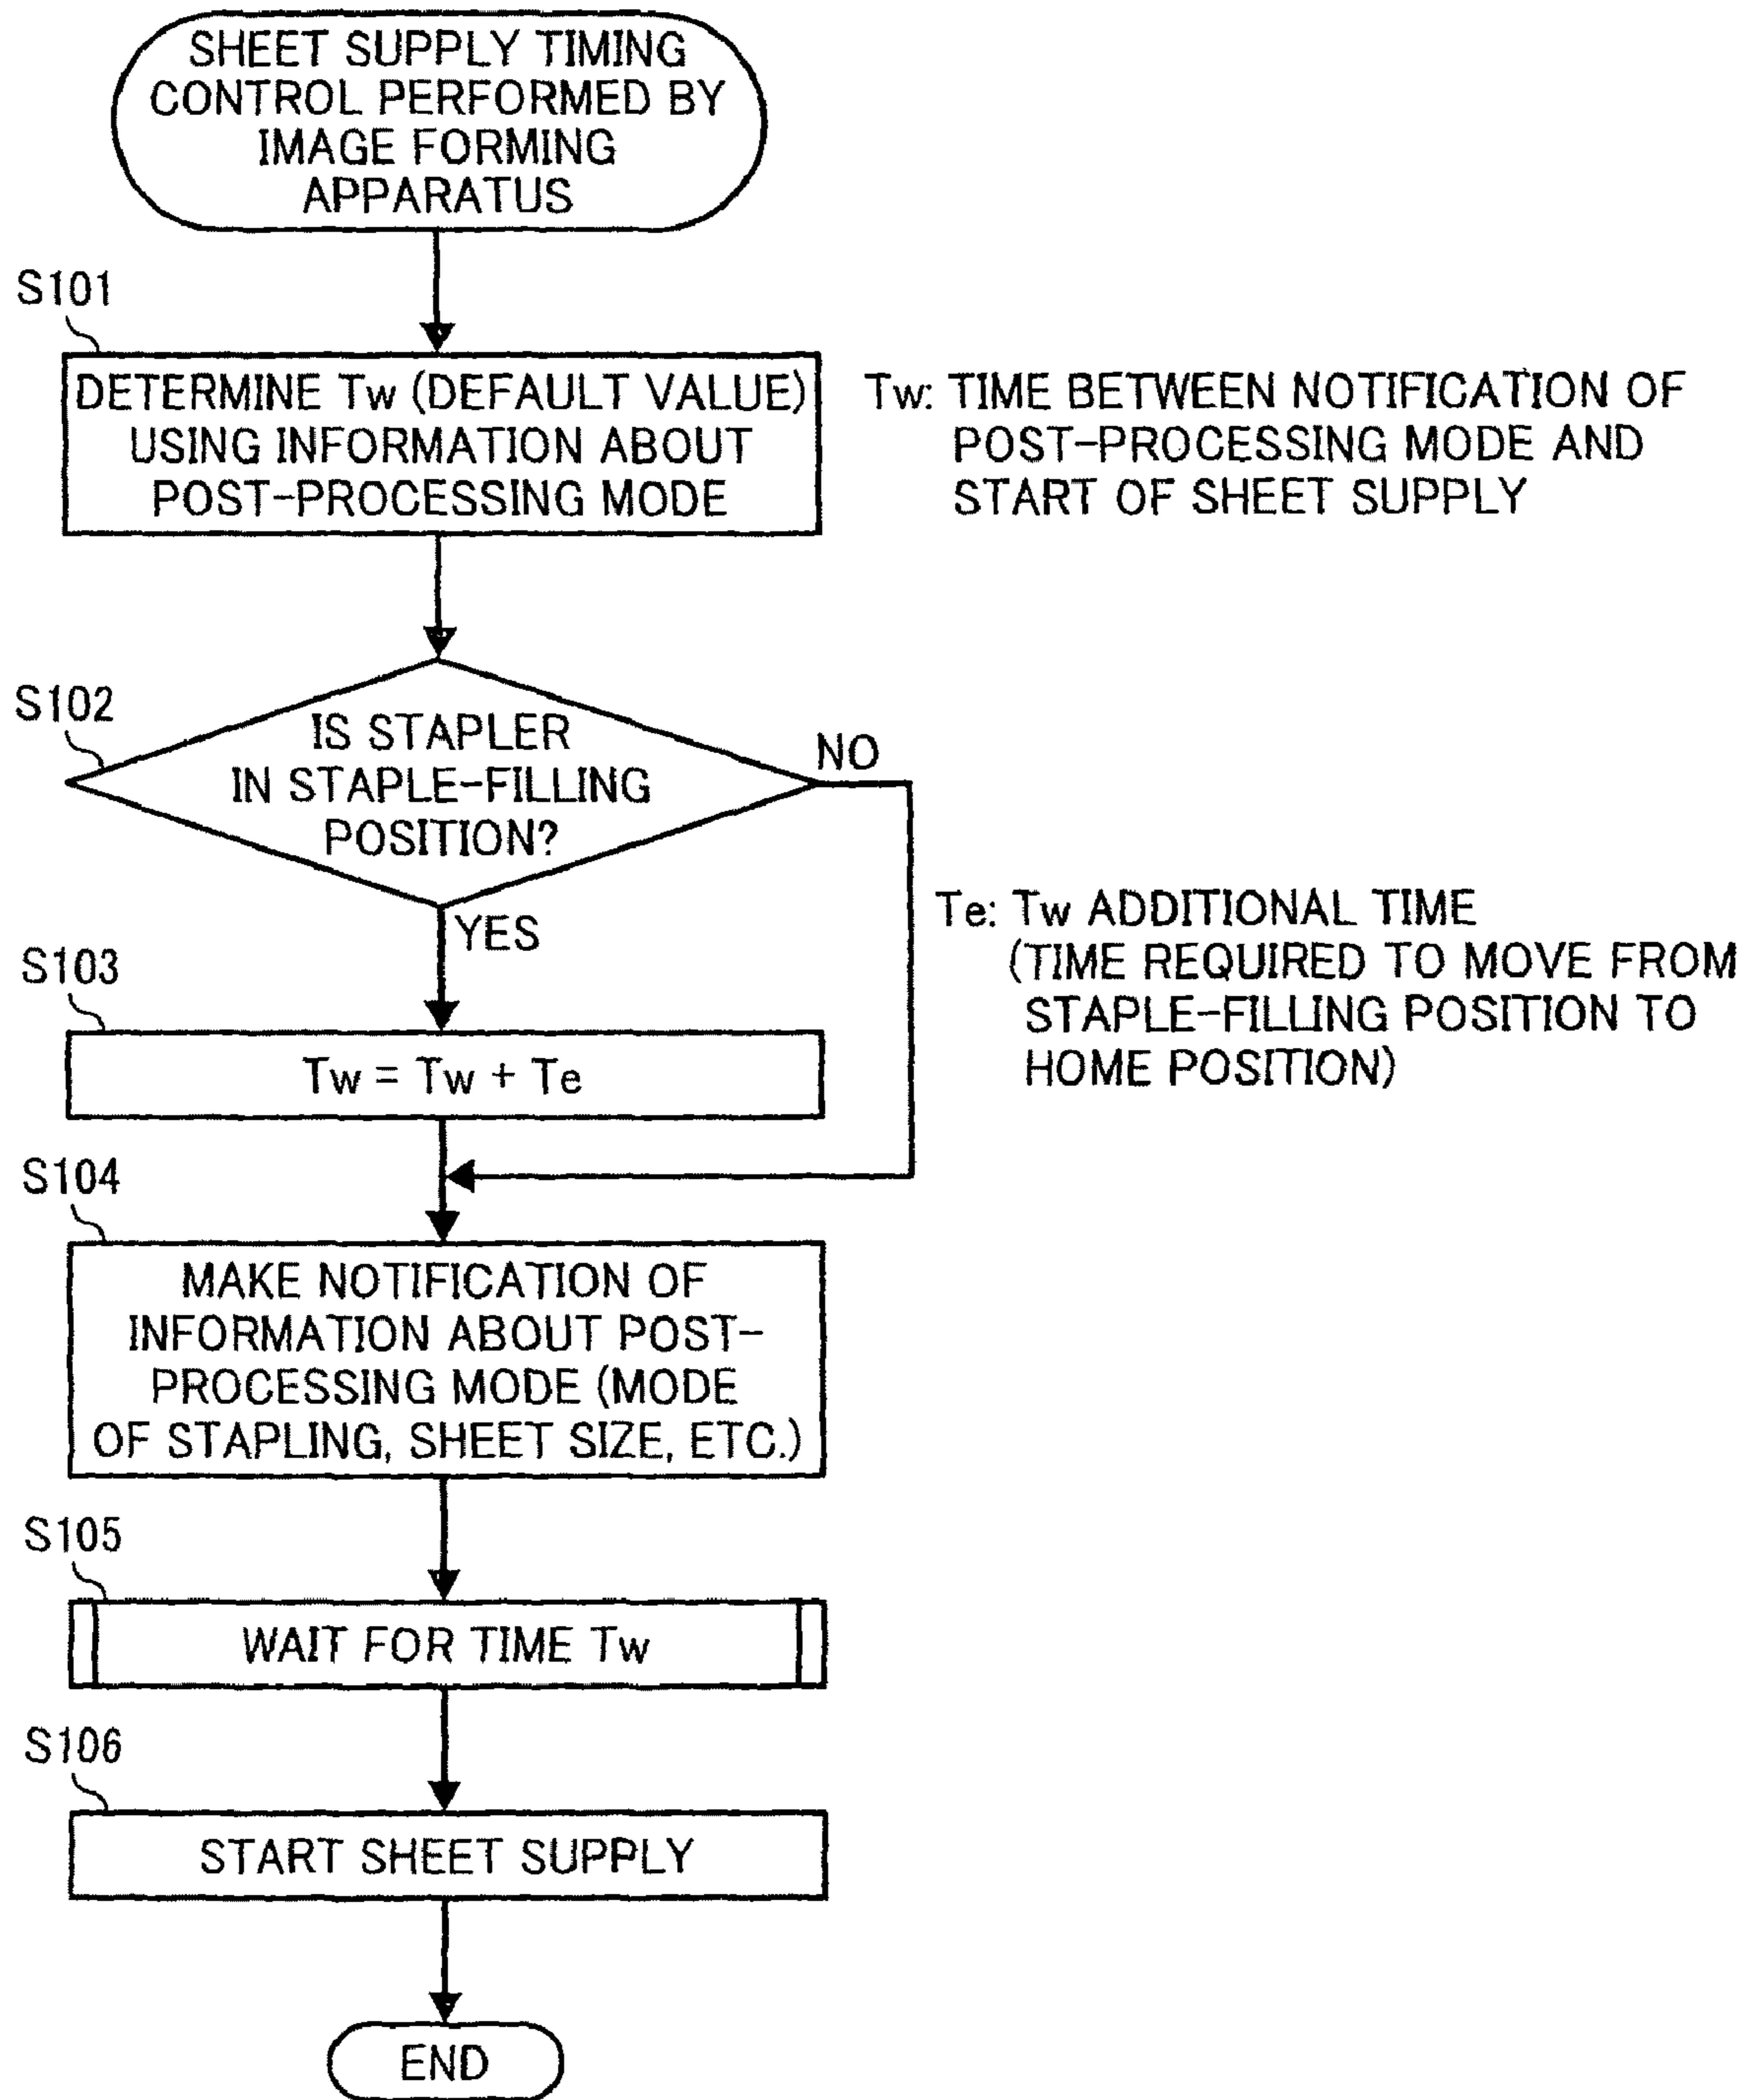 SHEET SUPPLY TIMING
CONTROL PERFORMED BY
IMAGE FORMING
APPARATUS
S101
DETERMINE Tw (DEFAULT VALUE)
USING INFORMATION ABOUT
POST-PROCESSING MODE
Tw: TIME BETWEEN NOTIFICATION OF
POST-PROCESSING MODE AND
START OF SHEET SUPPLY
S102
IS STAPLER
IN STAPLE-FILLING
POSITION?
NO
YES
Te: Tw ADDITIONAL TIME
(TIME REQUIRED TO MOVE FROM
STAPLE-FILLING POSITION TO
HOME POSITION)
S103
Tw = Tw + Te
S104
MAKE NOTIFICATION OF
INFORMATION ABOUT POST-
PROCESSING MODE (MODE
OF STAPLING, SHEET SIZE, ETC.)
S105
WAIT FOR TIME Tw
S106
START SHEET SUPPLY
END